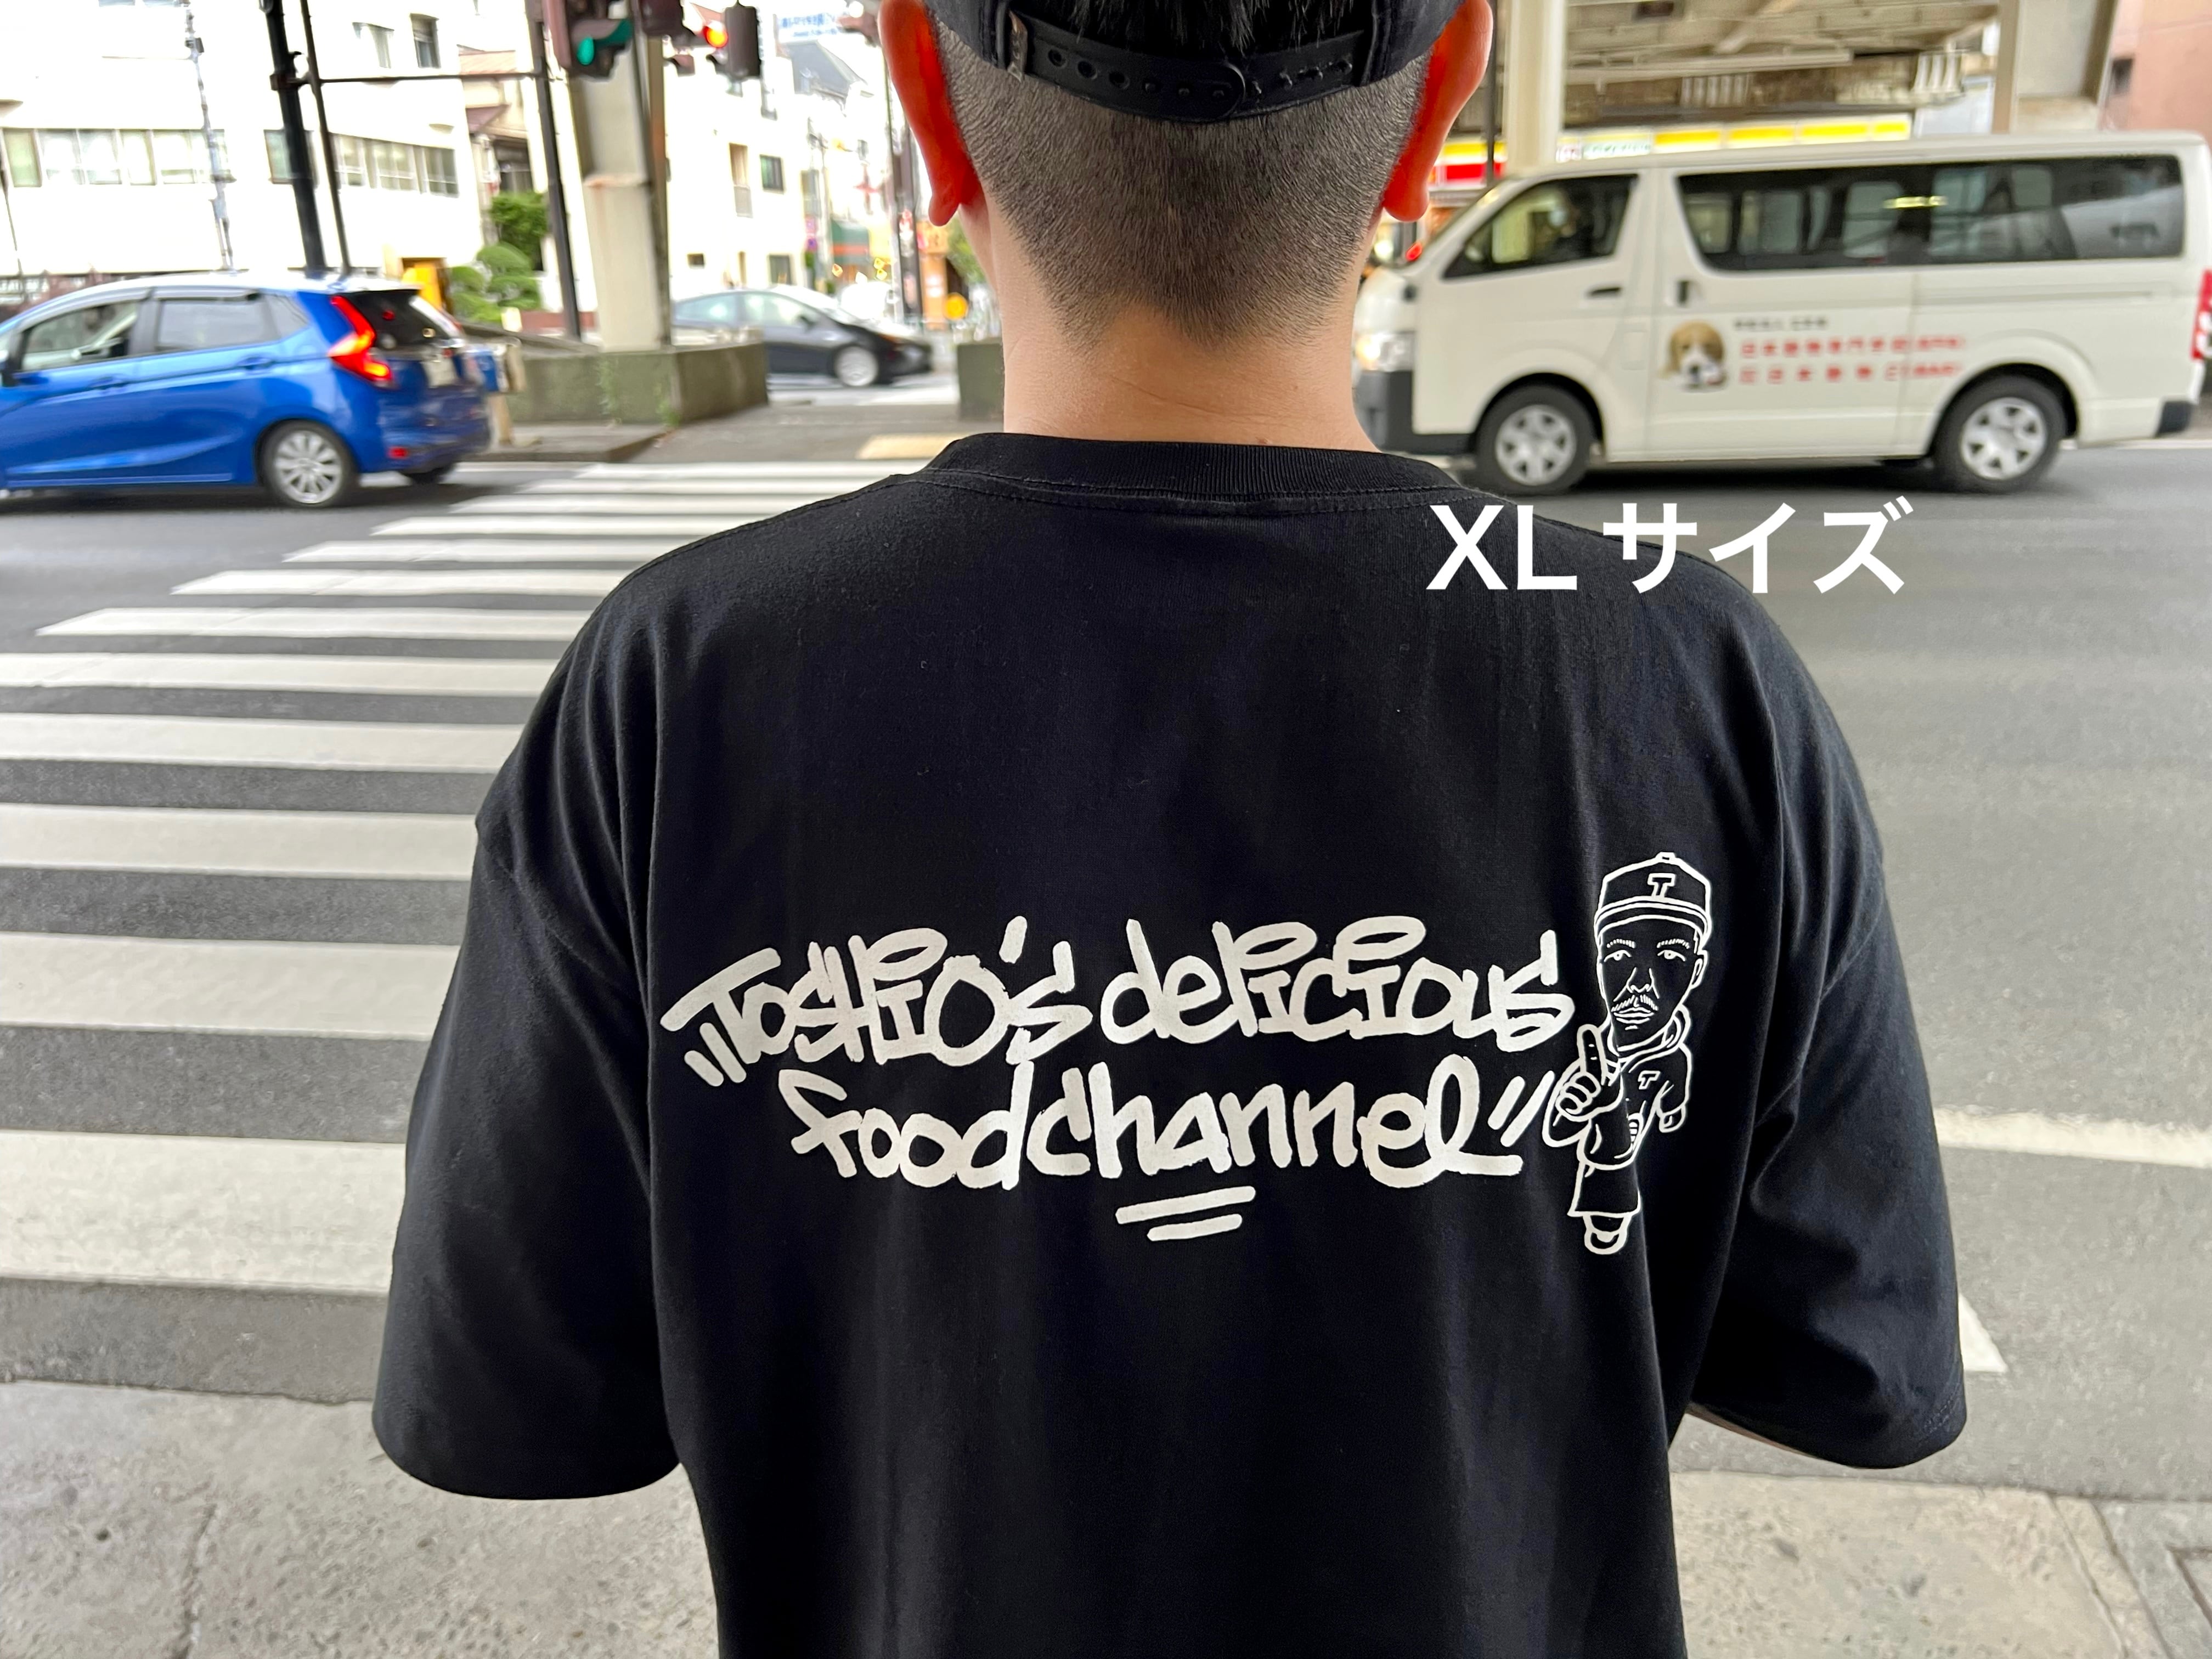 XL サイズ
"Toshio's delicious
foodchannel"
T
T